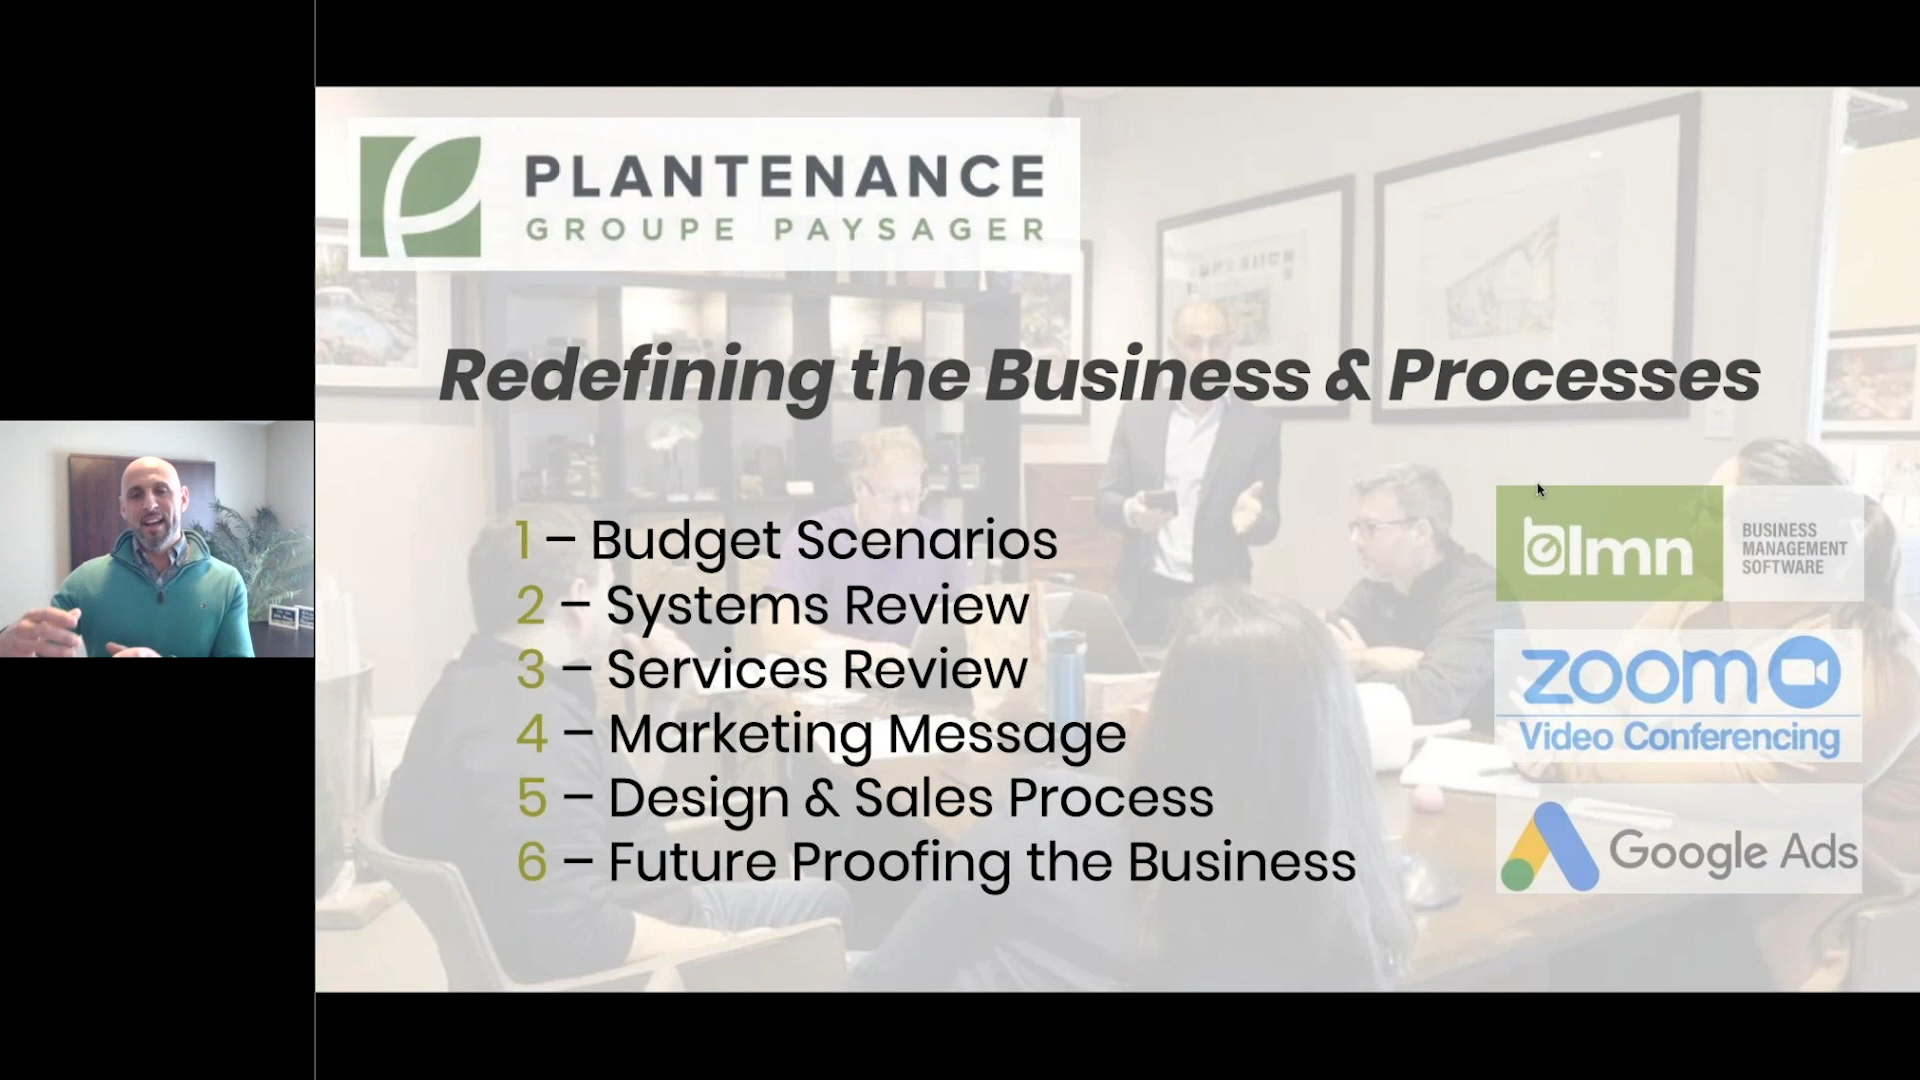 PLANTENANCE
GROUPE PAYSAGER
Redefining the Business & Processes
1 – Budget Scenarios
2 – Systems Review
3 – Services Review
4 – Marketing Message
5 – Design & Sales Process
6 – Future Proofing the Business
lmn
BUSINESS
MANAGEMENT
SOFTWARE
zoom
Video Conferencing
Google Ads